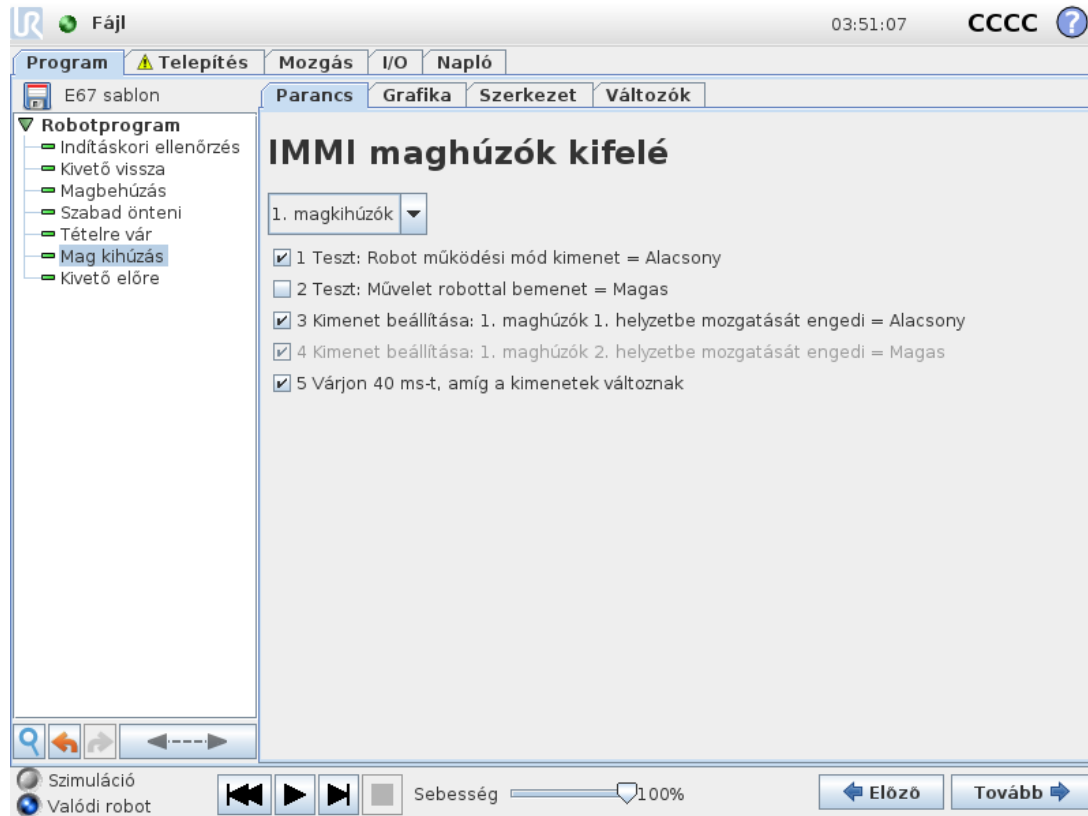 UR Fájl 03:51:07 CCCC ?
Program Telepítés Mozgás I/O Napló
E67 sablon
Parancs Grafika Szerkezet Változók
Robotprogram
Indításkori ellenőrzés
Kivető vissza
Magbehúzás
Szabad önteni
Tételre vár
Mag kihúzás
Kivető előre
IMMI maghúzók kifelé
1. magkihúzók
1 Teszt: Robot működési mód kimenet = Alacsony
2 Teszt: Művelet robottal bemenet = Magas
3 Kimenet beállítása: 1. maghúzók 1. helyzetbe mozgatását engedi = Alacsony
4 Kimenet beállítása: 1. maghúzók 2. helyzetbe mozgatását engedi = Magas
5 Várjon 40 ms-t, amíg a kimenetek változnak
Szimuláció
Valódi robot
Sebesség 100%
Előző Tovább